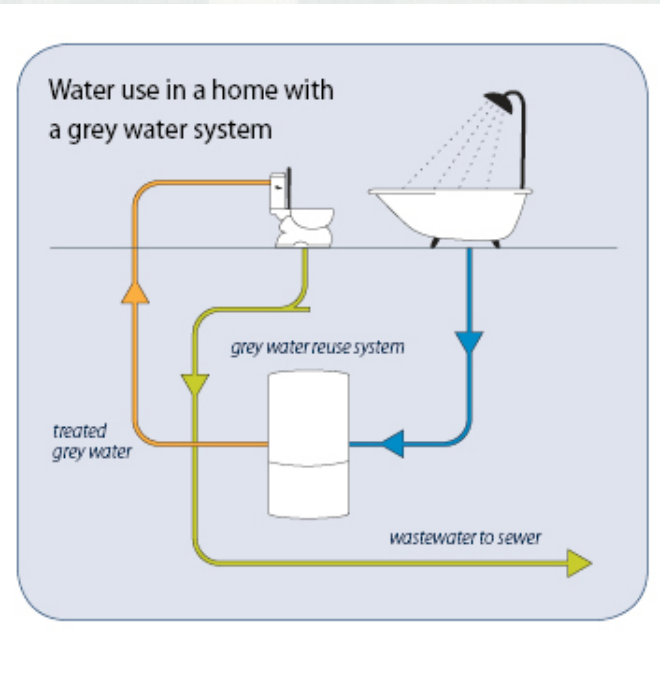 Water use in a home with
a grey water system
grey water reuse system
treated
grey water
wastewater to sewer